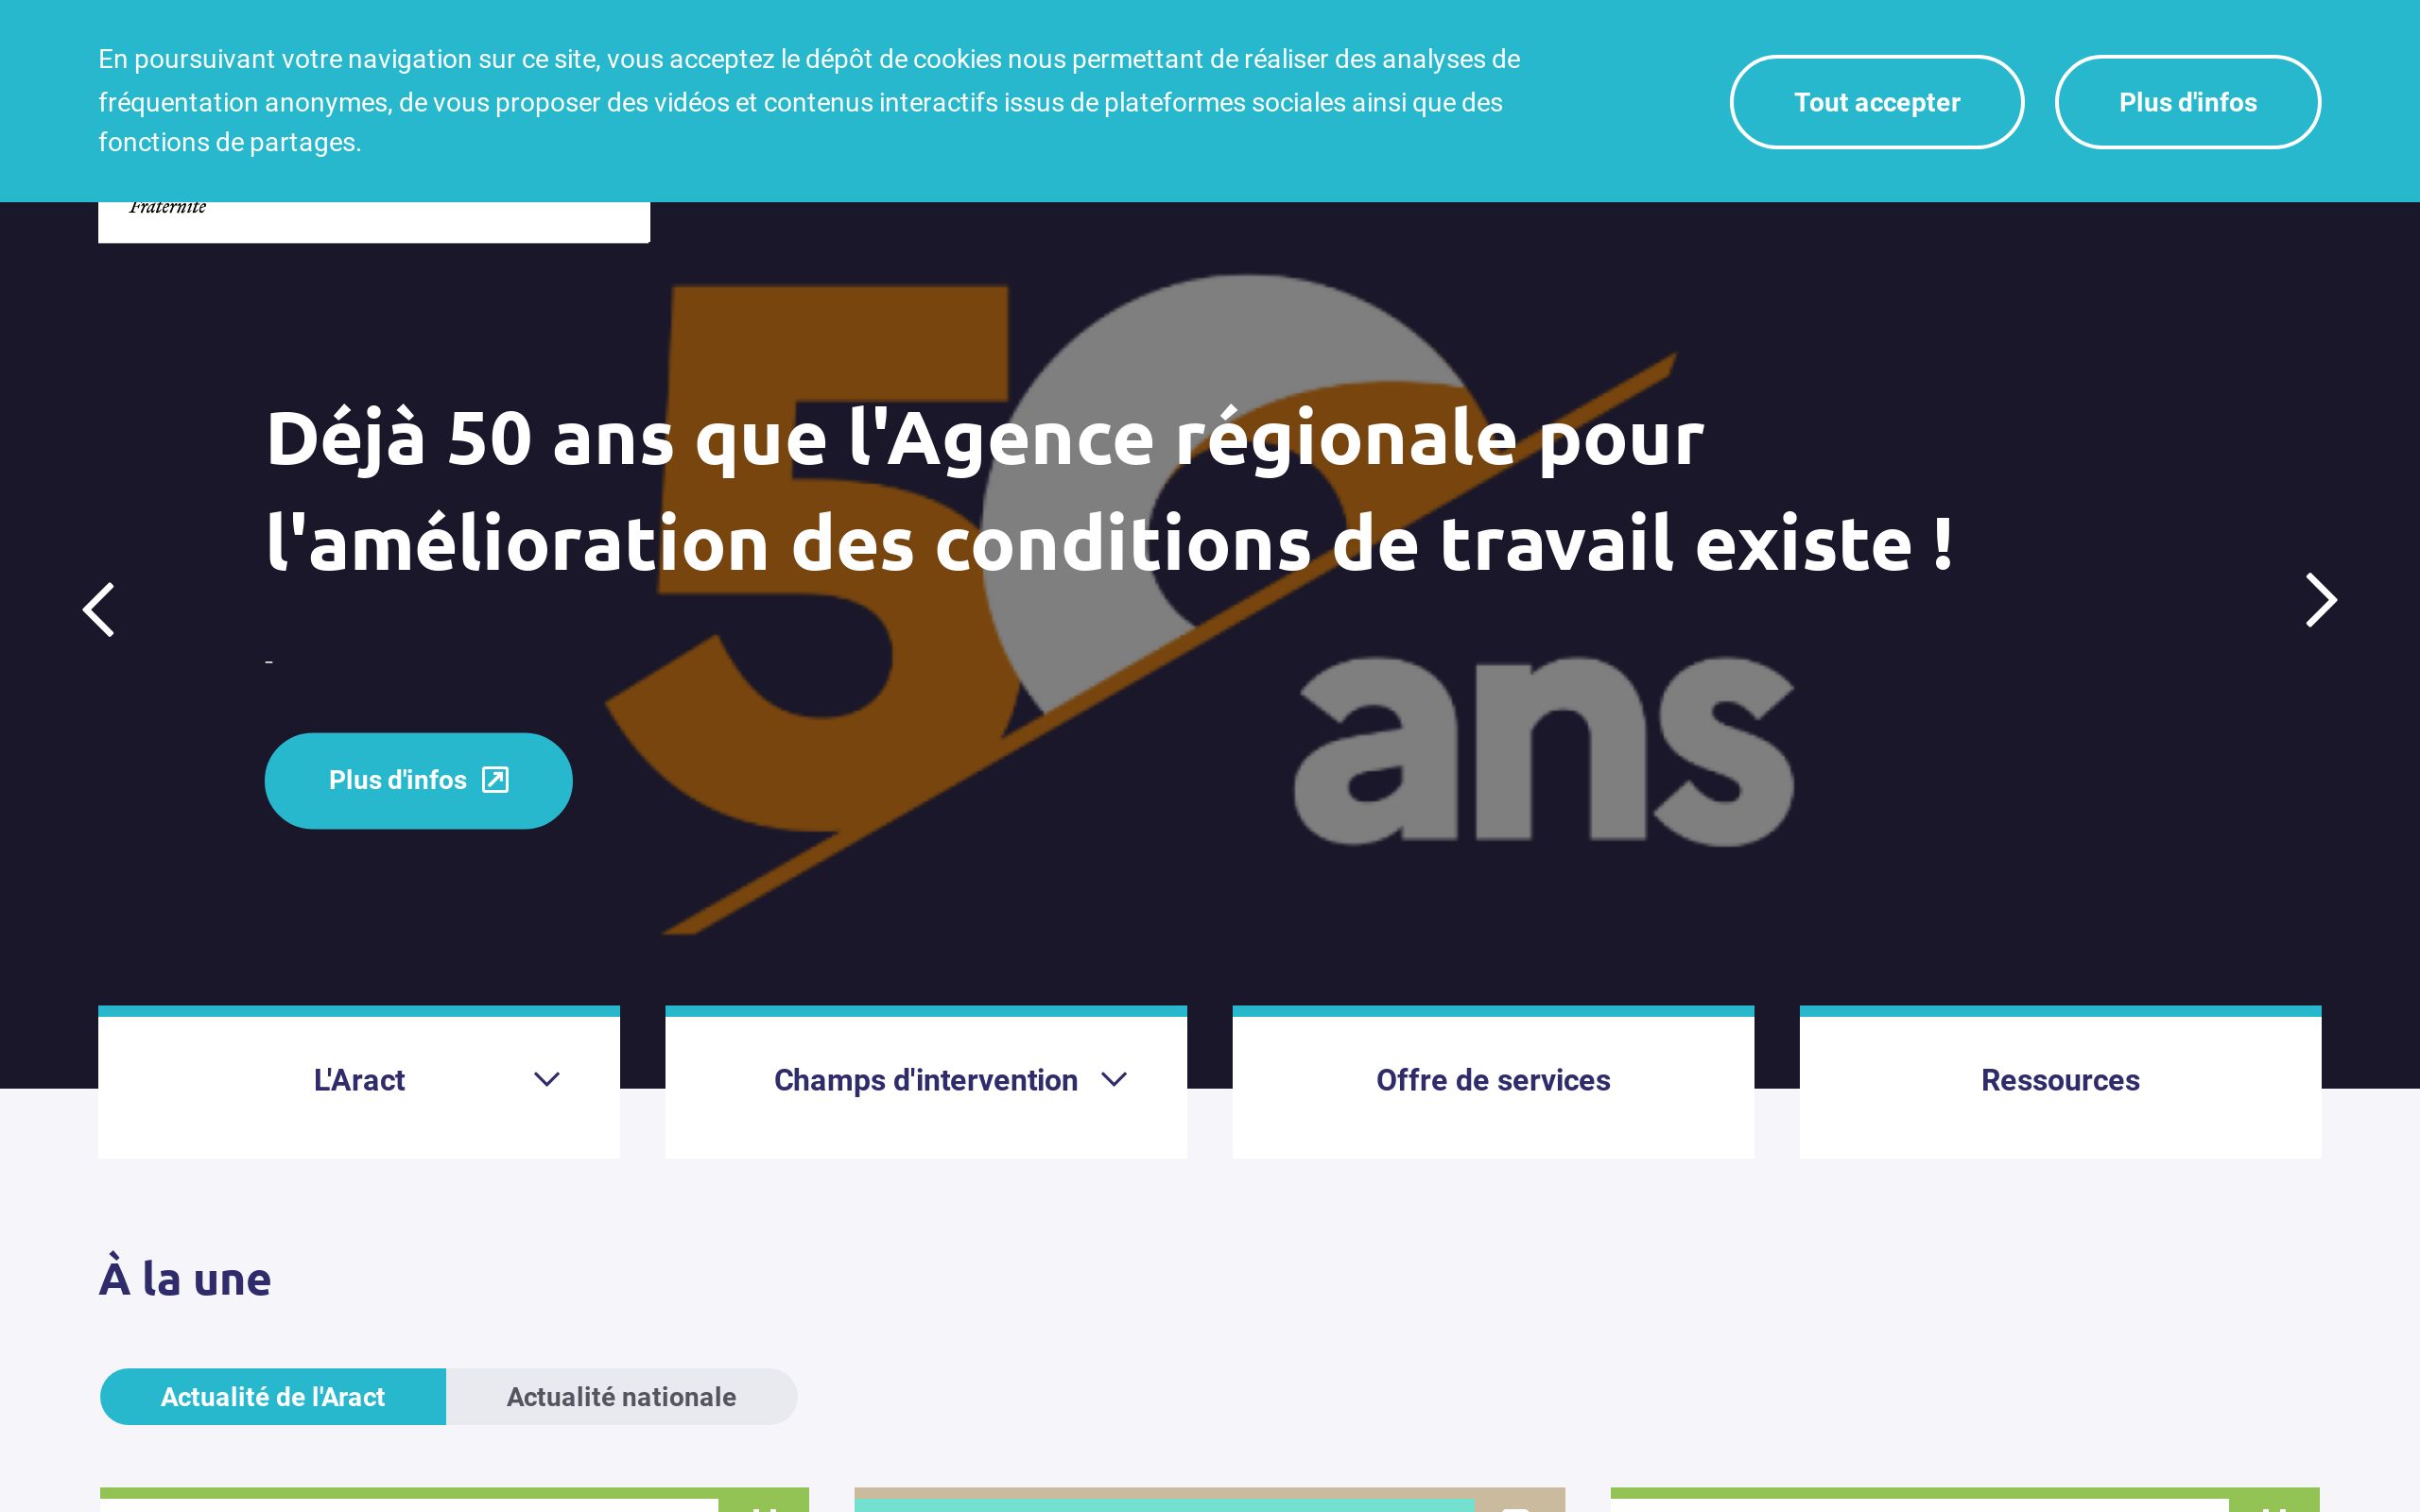 En poursuivant votre navigation sur ce site, vous acceptez le dépôt de cookies nous permettant de réaliser des analyses de
fréquentation anonymes, de vous proposer des vidéos et contenus interactifs issus de plateformes sociales ainsi que des
fonctions de partages.
Tout accepter
Plus d'infos
Fraternité
50
Déjà 50 ans que l'Agence régionale pour
l'amélioration des conditions de travail existe !
-
ans
Plus d'infos
L'Aract
Champs d'intervention
Offre de services
Ressources
À la une
Actualité de l'Aract
Actualité nationale